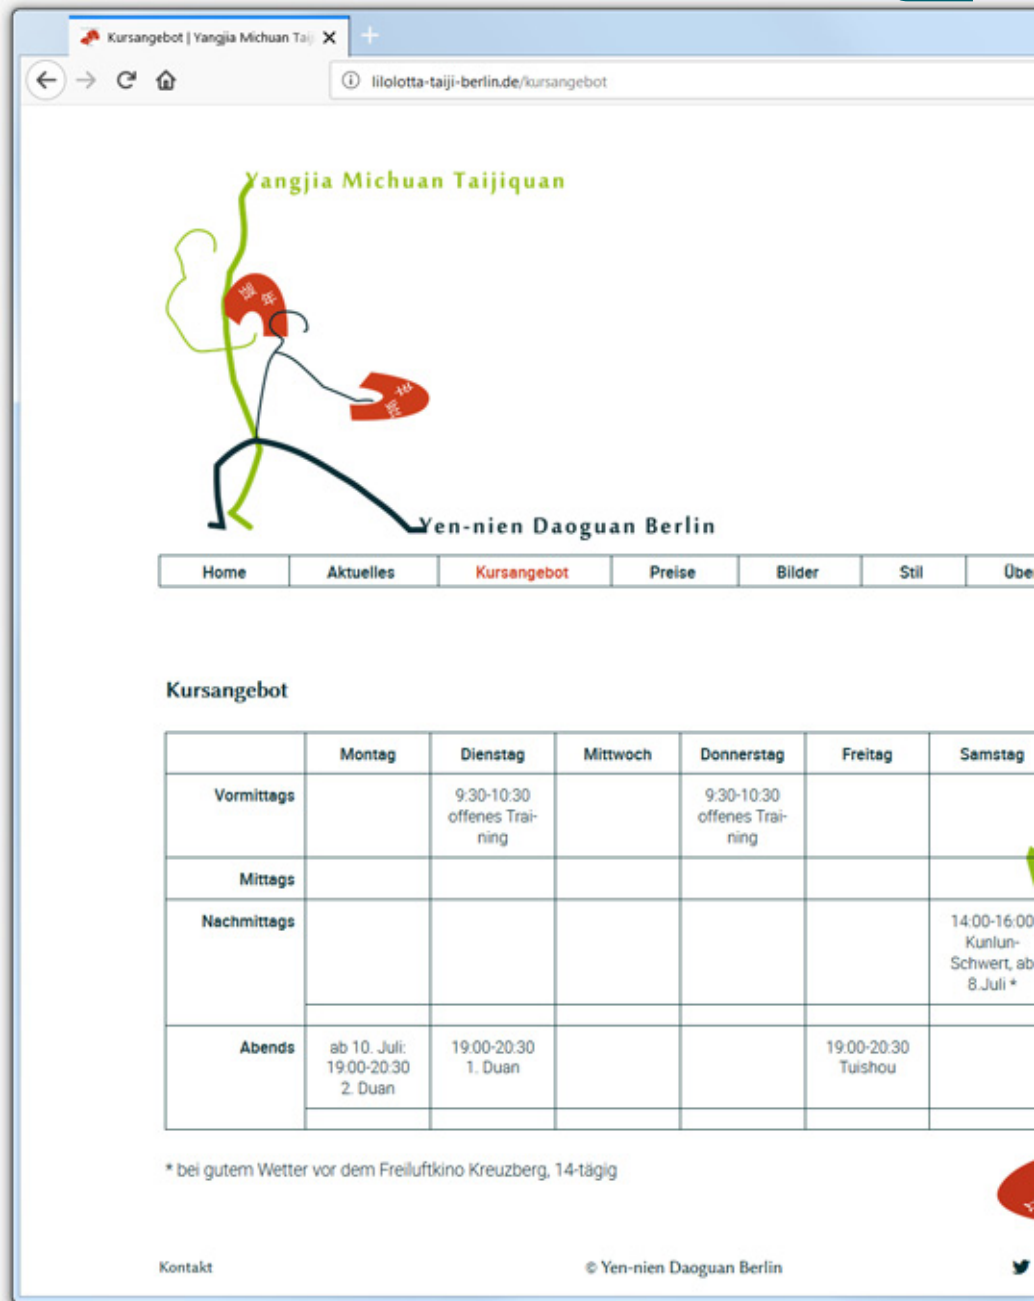 Kursangebot | Yangjia Michuan Taij
lilolotta-taiji-berlin.de/kursangebot
Yangjia Michuan Taijiquan
Yen-nien Daoguan Berlin
Home Aktuelles Kursangebot Preise Bilder Stil Über
Kursangebot
Montag Dienstag Mittwoch Donnerstag Freitag Samstag
Vormittags
9:30-10:30
offenes Trai-
ning
9:30-10:30
offenes Trai-
ning
Mittags
Nachmittags
14:00-16:00
Kunlun-
Schwert, ab
8.Juli *
Abends
ab 10. Juli:
19:00-20:30
2. Duan
19:00-20:30
1. Duan
19:00-20:30
Tuishou
* bei gutem Wetter vor dem Freiluftkino Kreuzberg, 14-tägig
Kontakt © Yen-nien Daoguan Berlin